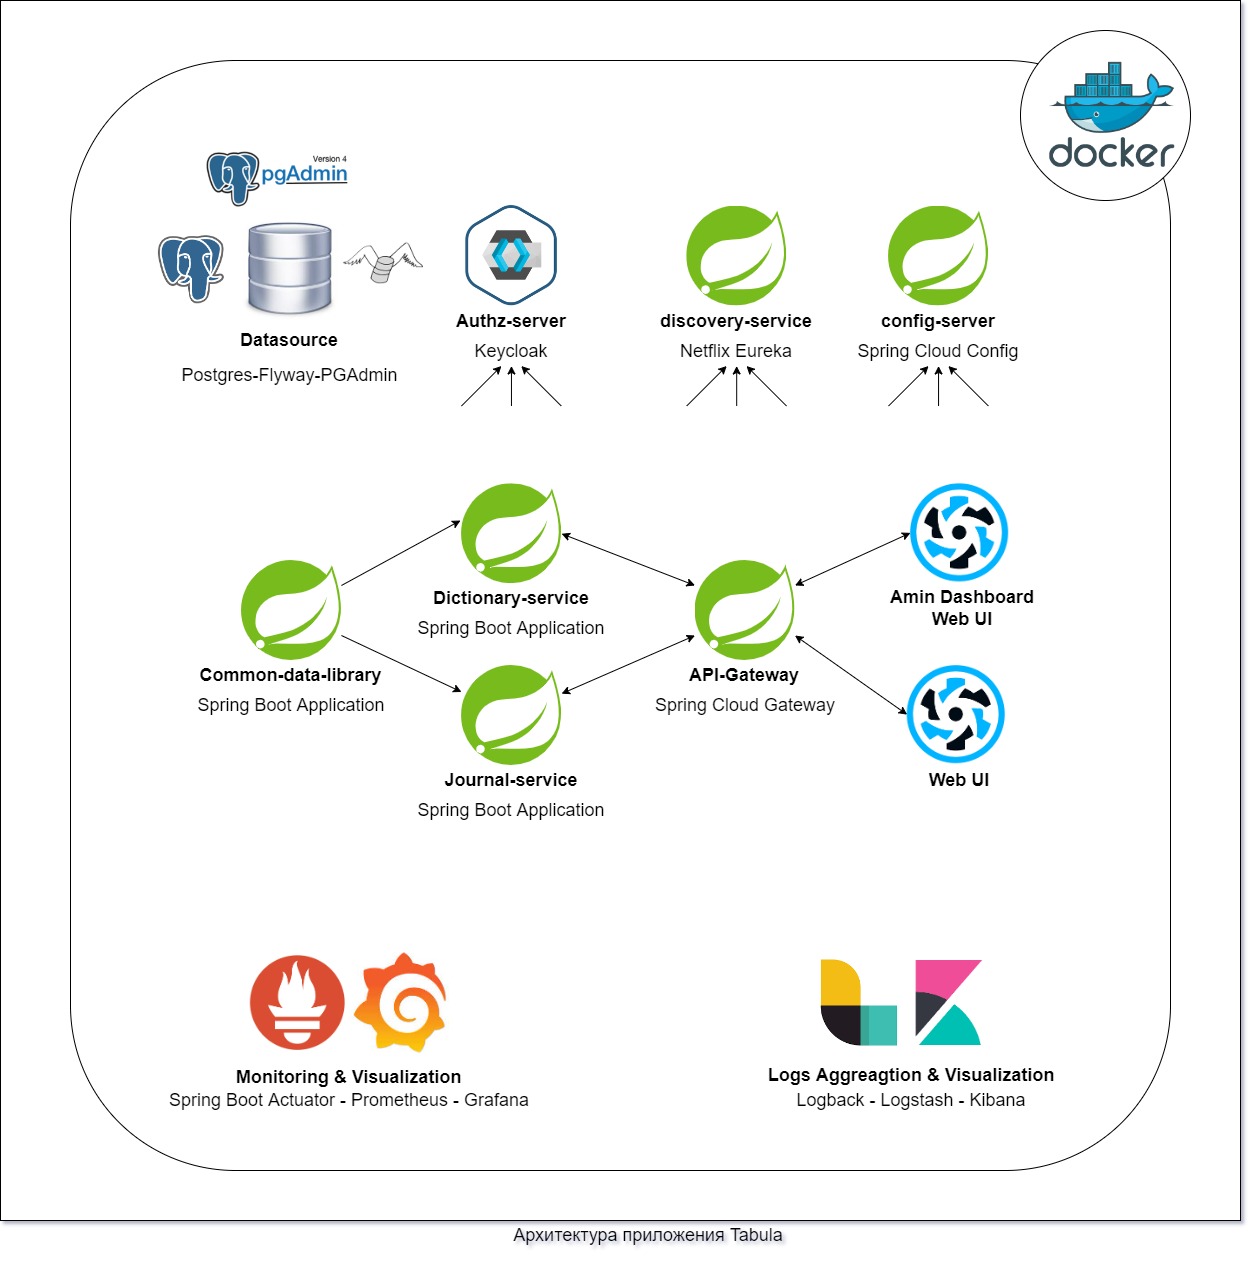 docker
Version 4
pgAdmin
Datasource
Postgres-Flyway-PGAdmin
Authz-server
Keycloak
discovery-service
Netflix Eureka
config-server
Spring Cloud Config
Dictionary-service
Spring Boot Application
Common-data-library
Spring Boot Application
Journal-service
Spring Boot Application
API-Gateway
Spring Cloud Gateway
Amin Dashboard
Web UI
Web UI
Monitoring & Visualization
Spring Boot Actuator - Prometheus - Grafana
Logs Aggreagtion & Visualization
Logback - Logstash - Kibana
Архитектура приложения Tabula